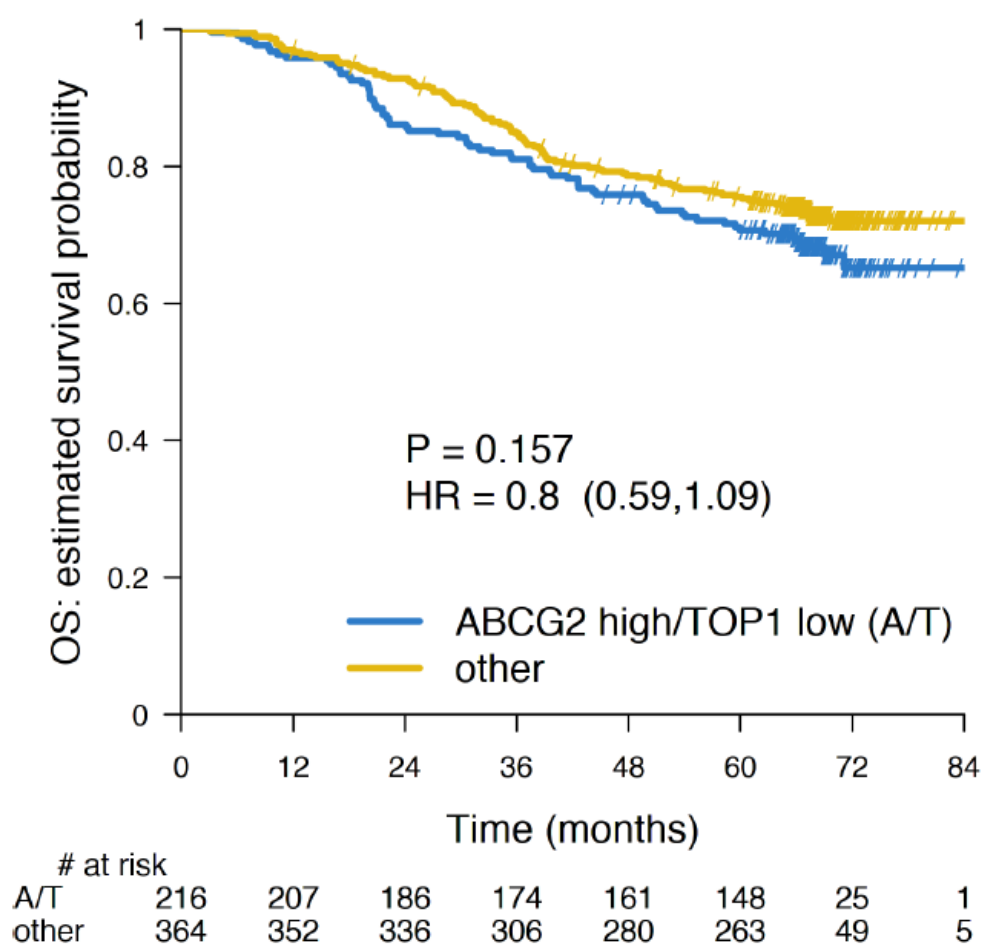 OS: estimated survival probability
1
0.8
0.6
0.4
0.2
0
P = 0.157
HR = 0.8 (0.59,1.09)
ABCG2 high/TOP1 low (A/T)
other
0 12 24 36 48 60 72 84
Time (months)
# at risk
A/T 216 207 186 174 161 148 25 1
other 364 352 336 306 280 263 49 5